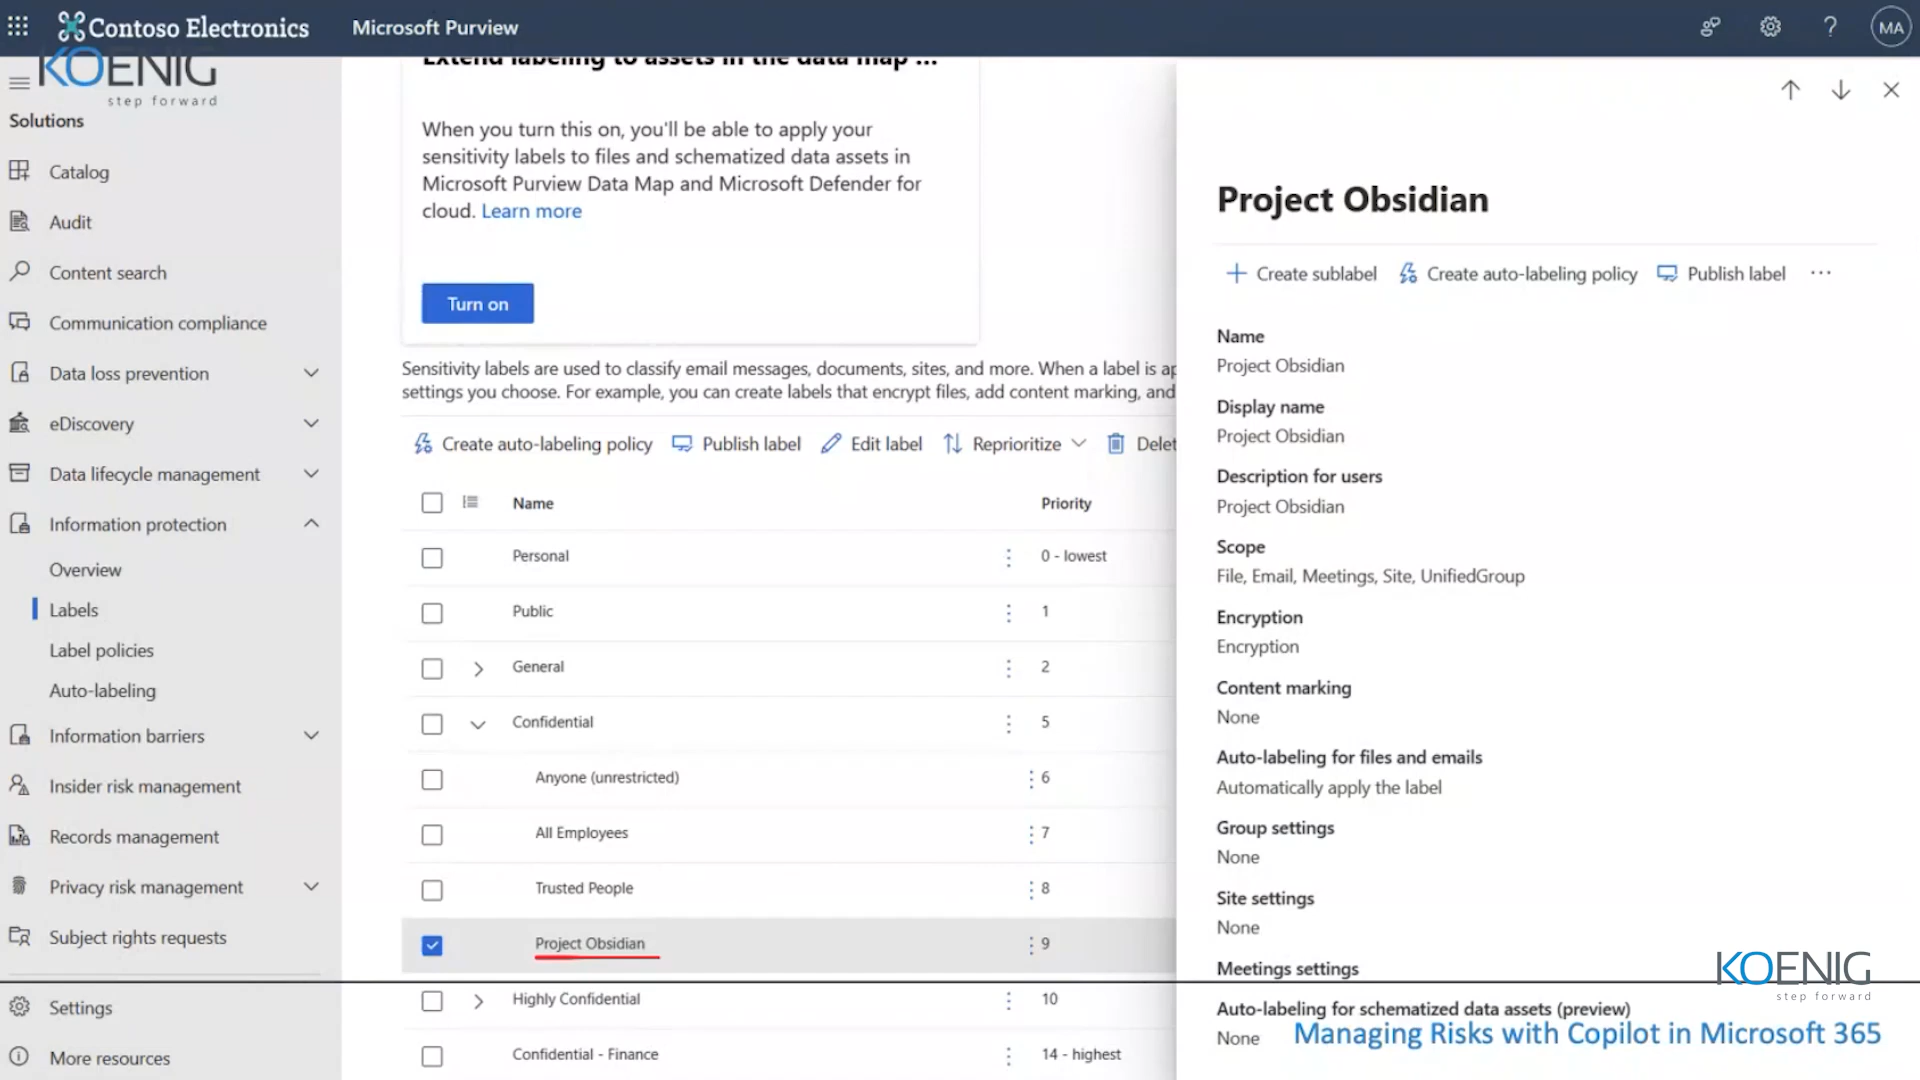 Contoso Electronics
Microsoft Purview
MA
KOENIG
step forward
Solutions
Catalog
Audit
Content search
Communication compliance
Data loss prevention
eDiscovery
Data lifecycle management
Information protection
Overview
Labels
Label policies
Auto-labeling
Information barriers
Insider risk management
Records management
Privacy risk management
Subject rights requests
Settings
More resources
Extend labeling to assets in the data map ...
When you turn this on, you'll be able to apply your
sensitivity labels to files and schematized data assets in
Microsoft Purview Data Map and Microsoft Defender for
cloud. Learn more
Turn on
Sensitivity labels are used to classify email messages, documents, sites, and more. When a label is ap
settings you choose. For example, you can create labels that encrypt files, add content marking, and
Create auto-labeling policy Publish label Edit label Reprioritize Delet
Name Priority
Personal 0 - lowest
Public 1
General 2
Confidential 5
Anyone (unrestricted) 6
All Employees 7
Trusted People 8
Project Obsidian 9
Highly Confidential 10
Confidential - Finance 14 - highest
Project Obsidian
Create sublabel Create auto-labeling policy Publish label ...
Name
Project Obsidian
Display name
Project Obsidian
Description for users
Project Obsidian
Scope
File, Email, Meetings, Site, UnifiedGroup
Encryption
Encryption
Content marking
None
Auto-labeling for files and emails
Automatically apply the label
Group settings
None
Site settings
None
Meetings settings
Auto-labeling for schematized data assets (preview)
None
KOENIG
step forward
Managing Risks with Copilot in Microsoft 365